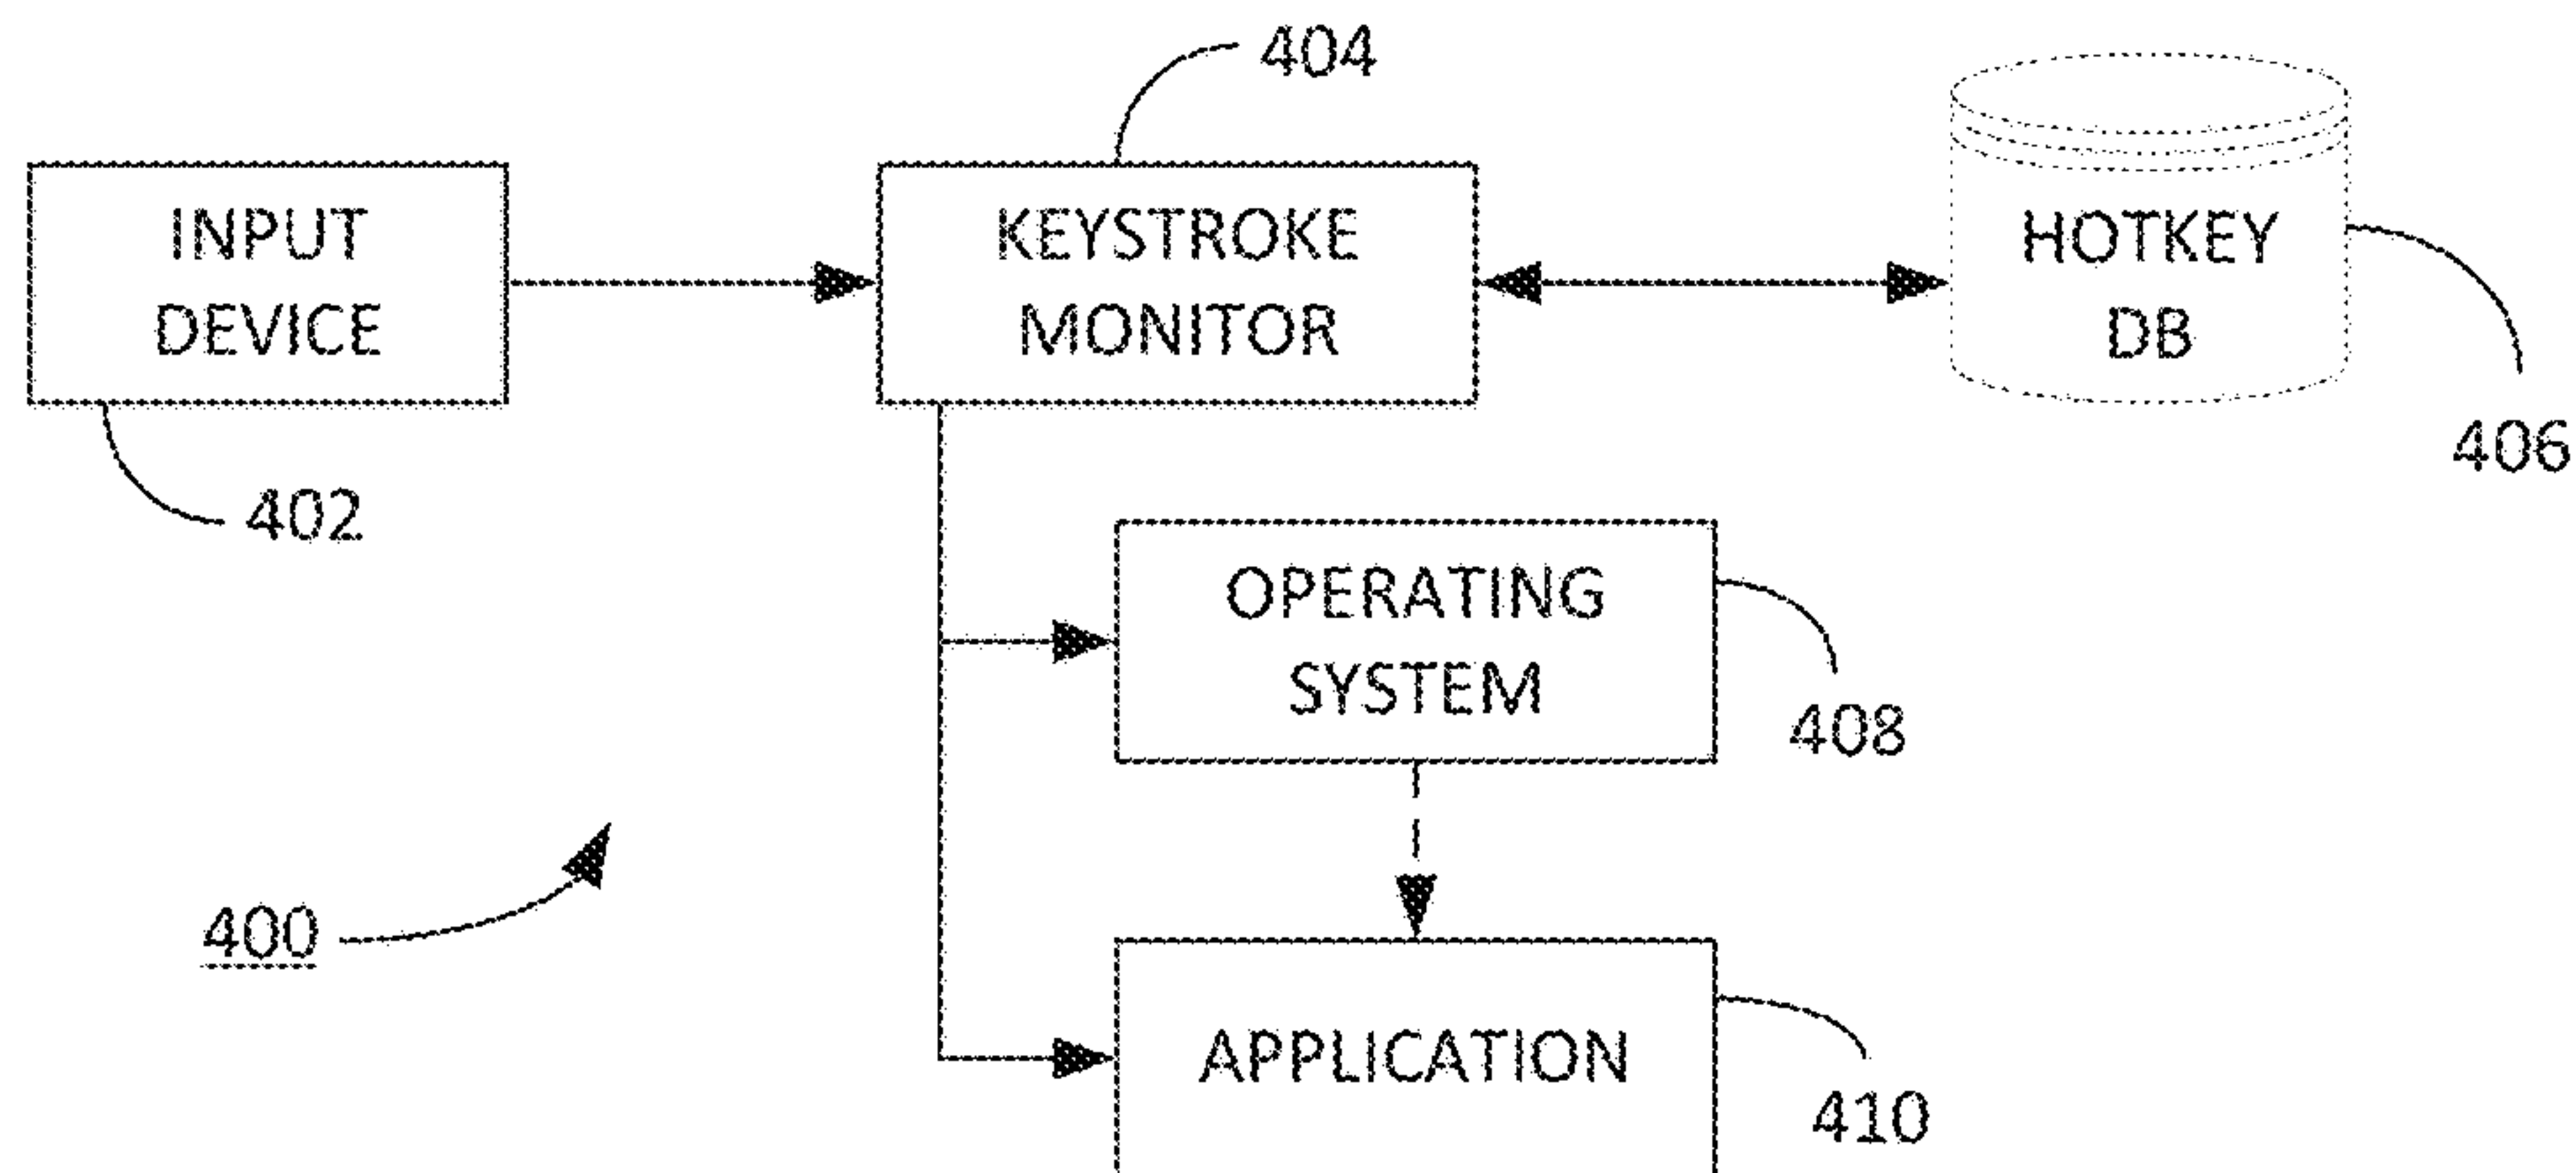 404
INPUT
DEVICE
KEYSTROKE
MONITOR
HOTKEY
DB
406
402
OPERATING
SYSTEM
408
400
APPLICATION
410